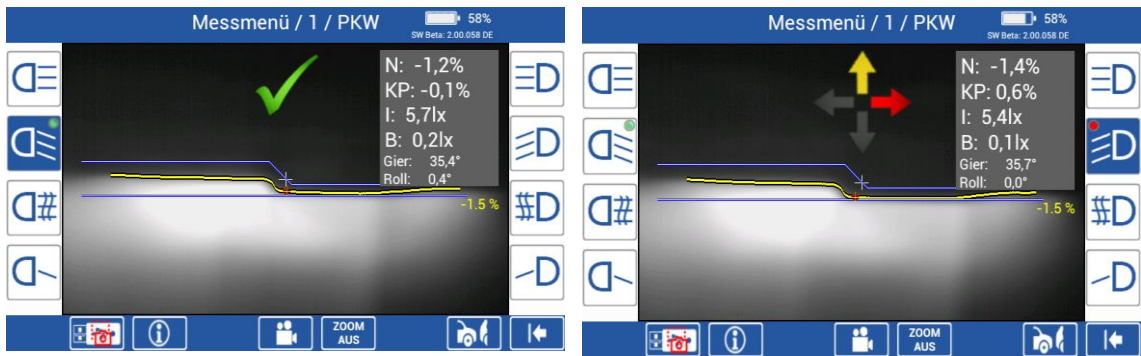 Messmenü / 1 / PKW
58%
SW Beta: 2.00.058 DE
N: -1,2%
KP: -0,1%
I: 5,7lx
B: 0,2lx
Gier: 35,4°
Roll: 0,4°
-1.5 %
ZOOM
AUS
Messmenü / 1 / PKW
58%
SW Beta: 2.00.058 DE
N: -1,4%
KP: 0,6%
I: 5,4lx
B: 0,1lx
Gier: 35,7°
Roll: 0,0°
-1.5 %
ZOOM
AUS